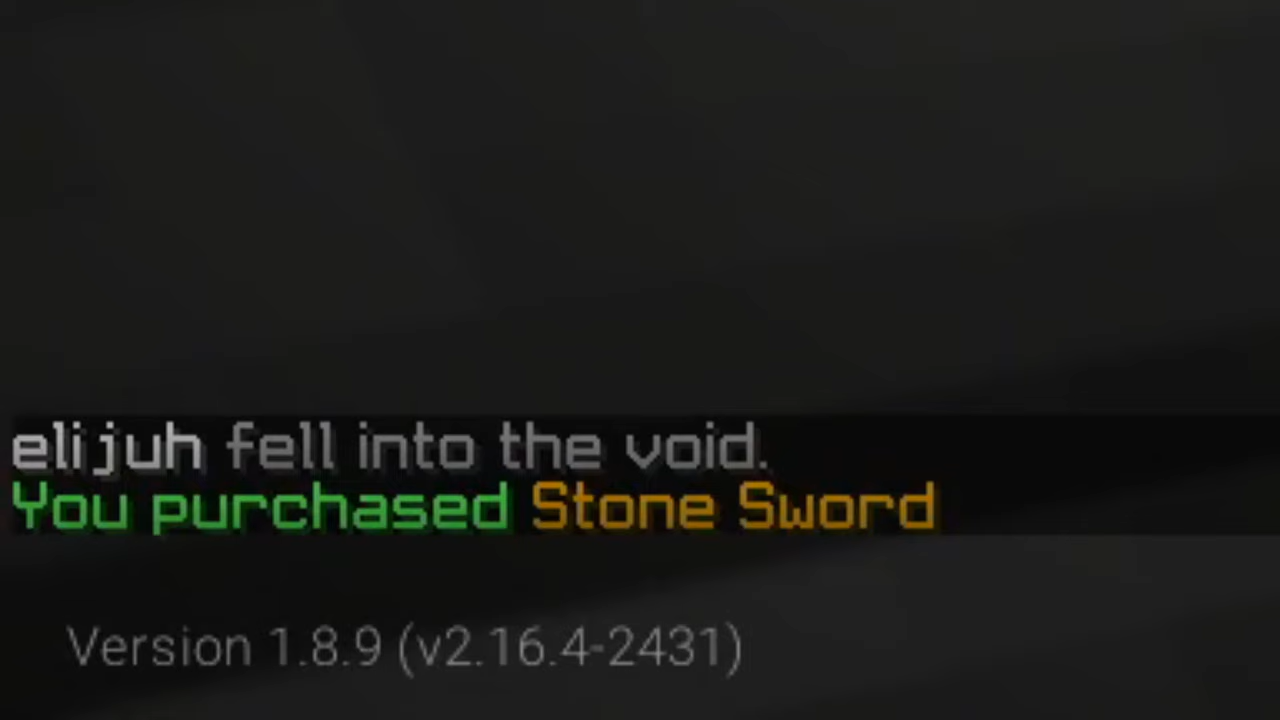 elijuh fell into the void.
You purchased Stone Sword
Version 1.8.9 (v2.16.4-2431)